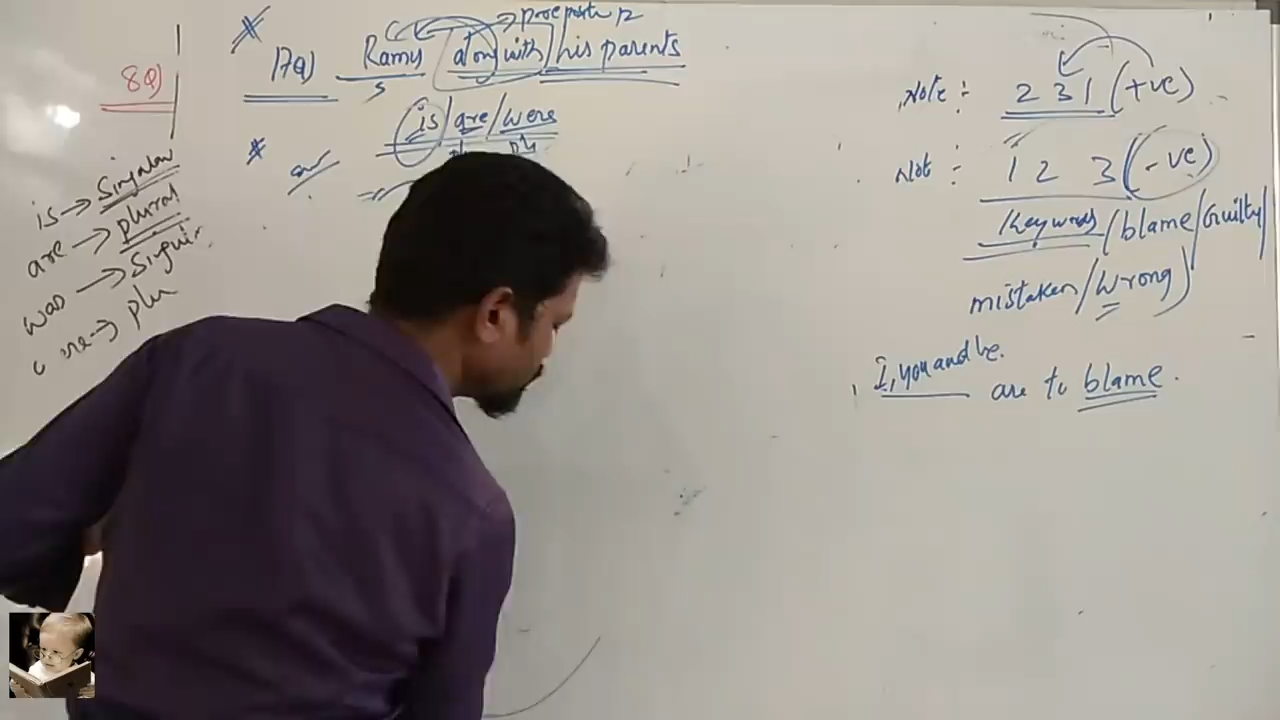 8Q)
17Q) Ramu along with his parents
→ preposition
is/are/were
is → Singular
are → plural
was → Singular
→ plu
Note :- 2 3 1 (+ve)
Not :- 1 2 3 (-ve)
Keywords/blame/Guilty/
mistaken/wrong)
I, you and he.
are to blame.